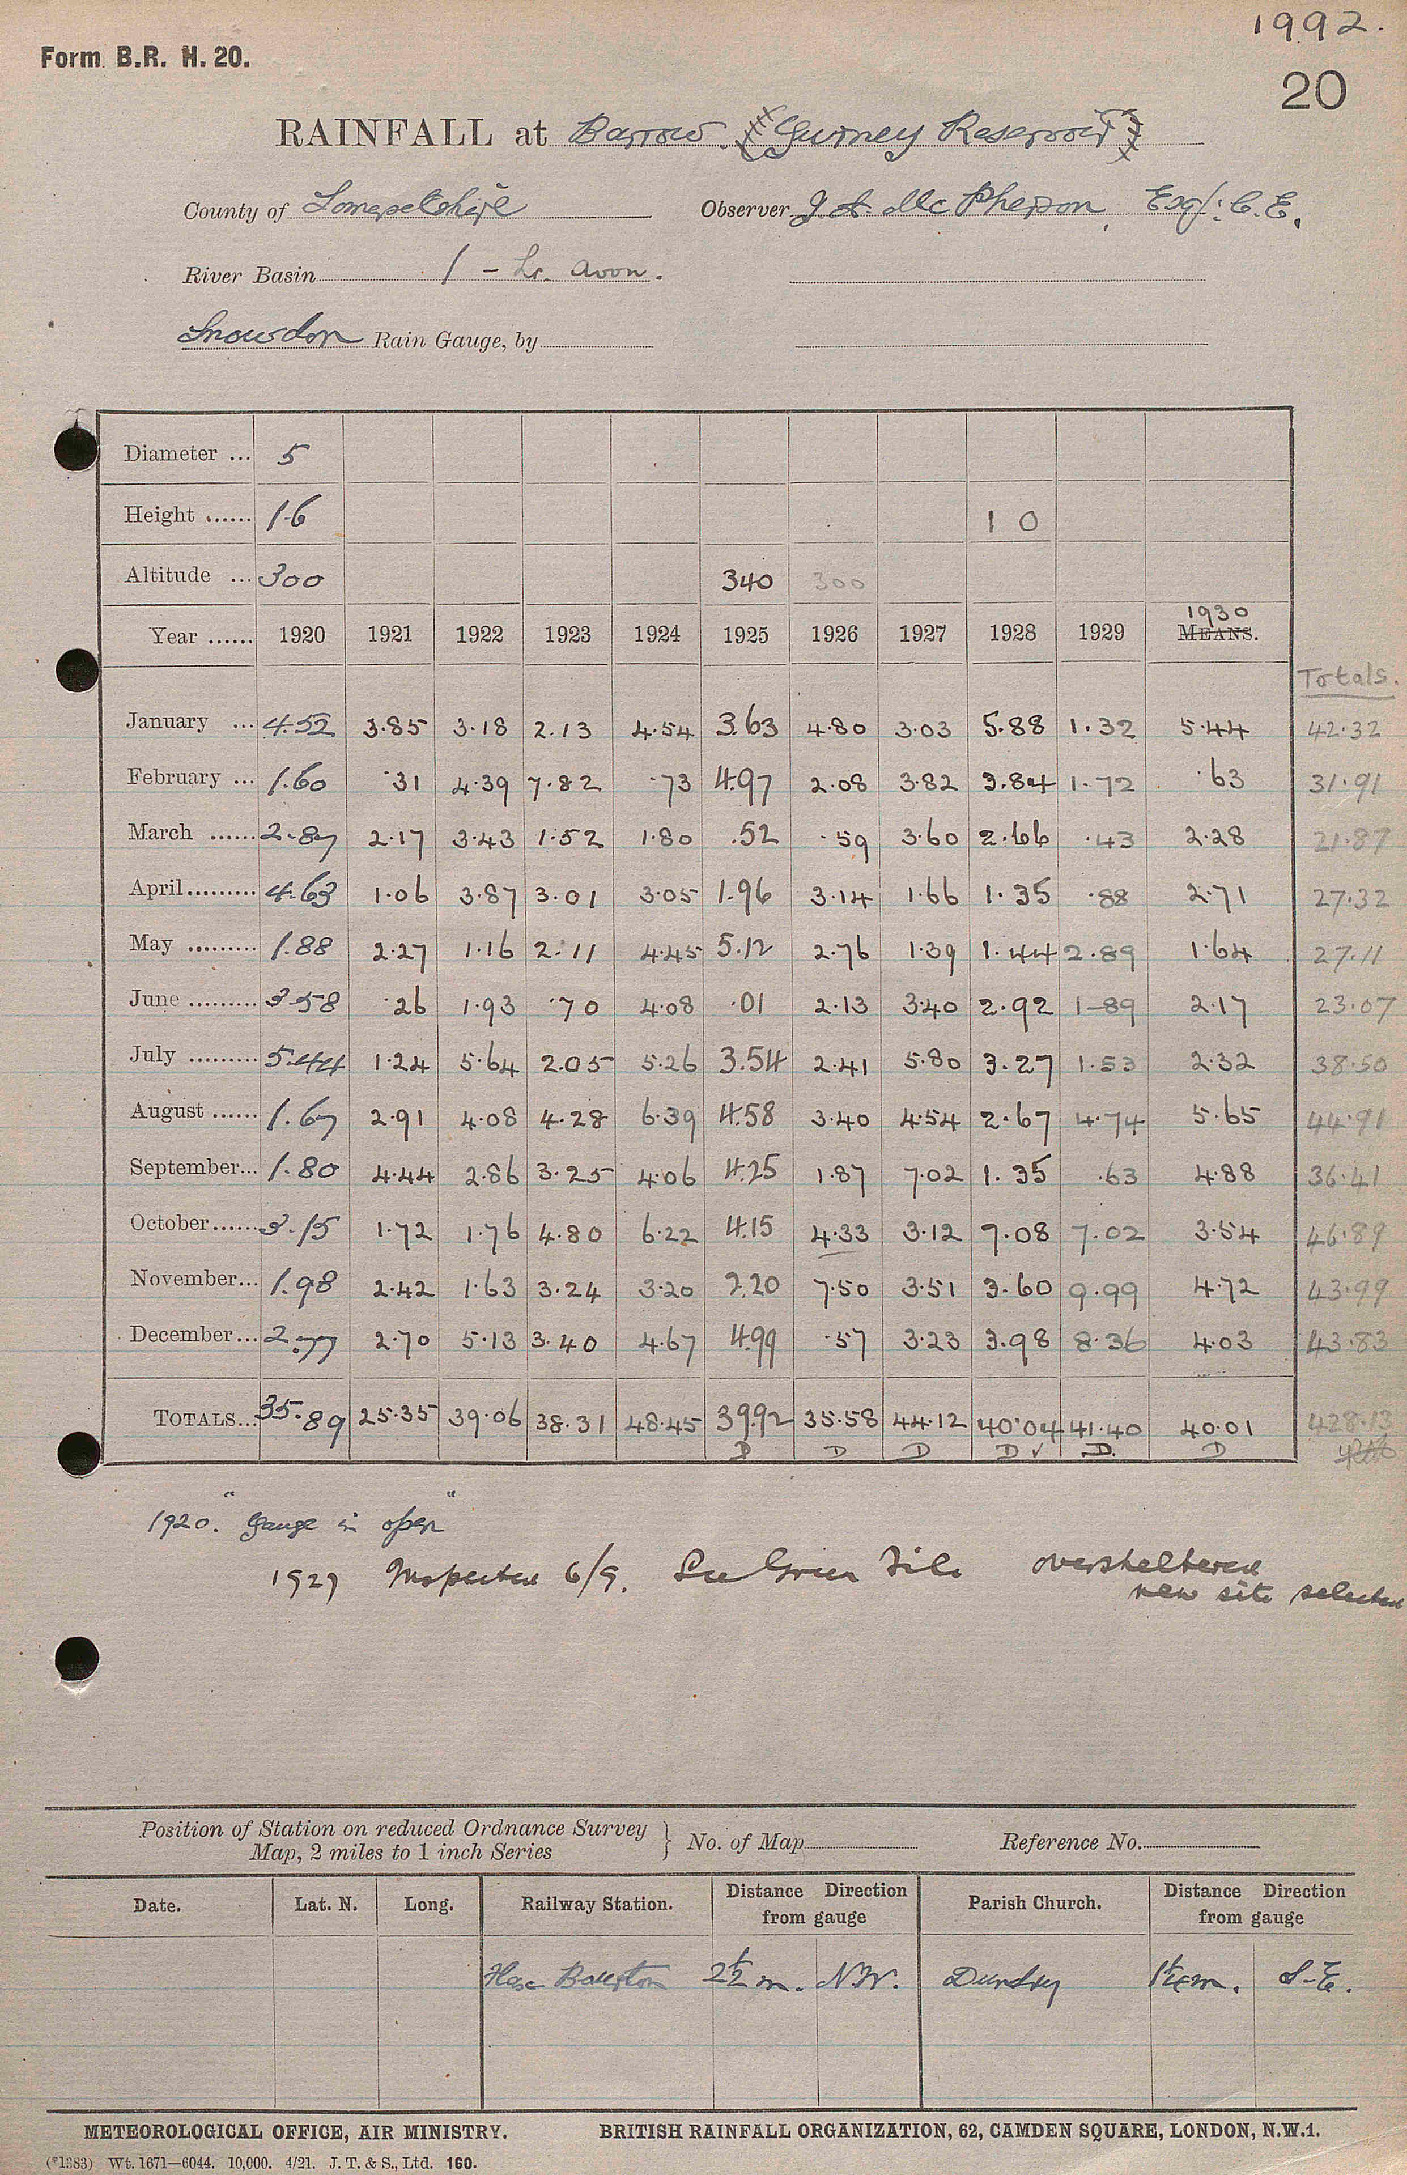 1992.
Form B.R. H. 20.
20
RAINFALL at Barrow. (Gurney Reservoir)
County of Somersetshire Observer J A McPherson, Esq: C.E.
River Basin 1 - Lr. Avon.
Snowdon Rain Gauge, by
Diameter ... 5
Height ...... 1.6 1 0
Altitude ... 300 340 300
1930
Year ...... 1920 1921 1922 1923 1924 1925 1926 1927 1928 1929 MEANS.
Totals.
January ... 4.52 3.85 3.18 2.13 4.54 3.63 4.80 3.03 5.88 1.32 5.44 42.32
February ... 1.60 .31 4.39 7.82 .73 4.97 2.08 3.82 3.84 1.72 .63 31.91
March ...... 2.87 2.17 3.43 1.52 1.80 .52 .59 3.60 2.66 .43 2.28 21.87
April ......... 4.63 1.06 3.87 3.01 3.05 1.96 3.14 1.66 1.35 .88 2.71 27.32
May ......... 1.88 2.27 1.16 2.11 4.45 5.12 2.76 1.39 1.44 2.89 1.64 27.11
June ......... 3.58 .26 1.93 .70 4.08 .01 2.13 3.40 2.92 1.89 2.17 23.07
July ......... 5.44 1.24 5.64 2.05 5.26 3.54 2.41 5.80 3.27 1.53 2.32 38.50
August ...... 1.67 2.91 4.08 4.28 6.39 4.58 3.40 4.54 2.67 4.74 5.65 44.91
September... 1.80 4.44 2.86 3.25 4.06 4.25 1.87 7.02 1.35 .63 4.88 36.41
October ...... 3.15 1.72 1.76 4.80 6.22 4.15 4.33 3.12 7.08 7.02 3.54 46.89
November... 1.98 2.42 1.63 3.24 3.20 2.20 7.50 3.51 3.60 9.99 4.72 43.99
December... 2.77 2.70 5.13 3.40 4.67 4.99 .57 3.23 3.98 8.36 4.03 43.83
TOTALS... 35.89 25.35 39.06 38.31 48.45 39.92 35.58 44.12 40.04 41.40 40.01 428.13
D D D D ✓ D. D
1920. "Gauge in open"
1927 Inspected 6/9. See Green File oversheltered
new site selected
Position of Station on reduced Ordnance Survey
Map, 2 miles to 1 inch Series } No. of Map Reference No.
Date. Lat. N. Long. Railway Station. Distance Direction from gauge Parish Church. Distance Direction from gauge
2½ m. N.W. Dundry 1¼ m. S.E.
METEOROLOGICAL OFFICE, AIR MINISTRY. BRITISH RAINFALL ORGANIZATION, 62, CAMDEN SQUARE, LONDON, N.W.1.
(*1383) Wt. 1671—6044. 10,000. 4/21. J. T. & S., Ltd. 160.